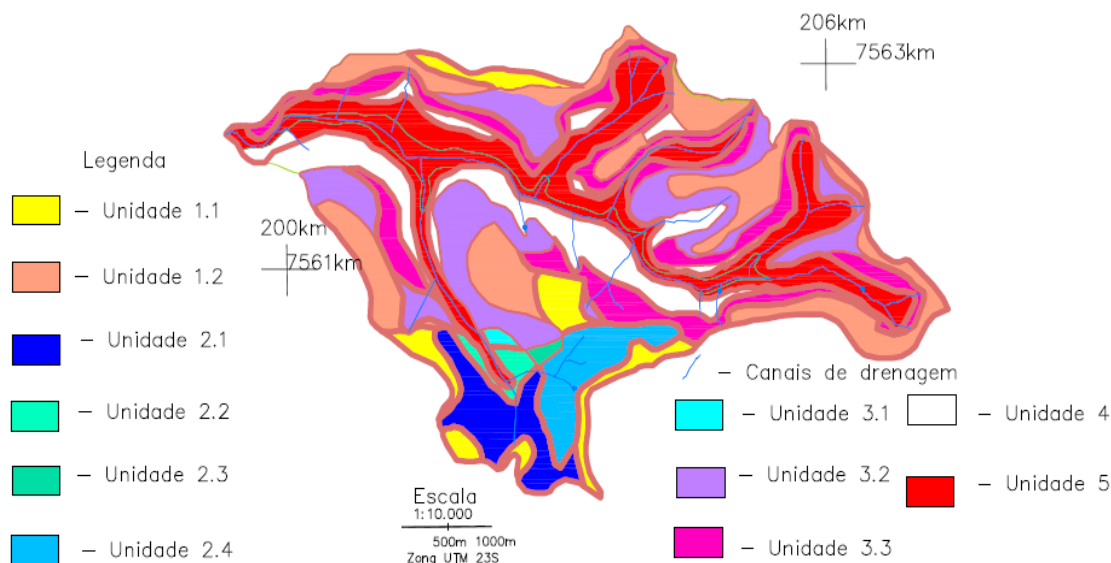 206km
7563km
Legenda
– Unidade 1.1
200km
7561km
– Unidade 1.2
– Unidade 2.1
– Unidade 2.2
– Unidade 2.3
– Unidade 2.4
Escala
1:10.000
500m 1000m
Zona UTM 23S
– Canais de drenagem
– Unidade 3.1
– Unidade 3.2
– Unidade 3.3
– Unidade 4
– Unidade 5